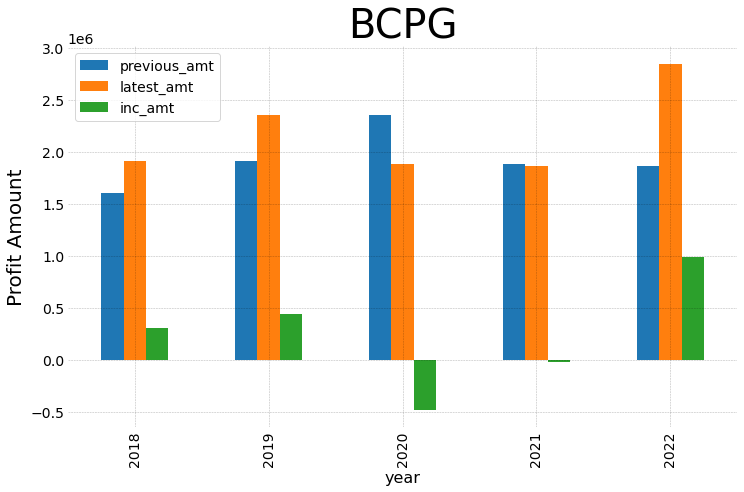 BCPG
1e6
3.0
2.5
2.0
1.5
1.0
0.5
0.0
−0.5
Profit Amount
previous_amt
latest_amt
inc_amt
2018
2019
2020
2021
2022
year